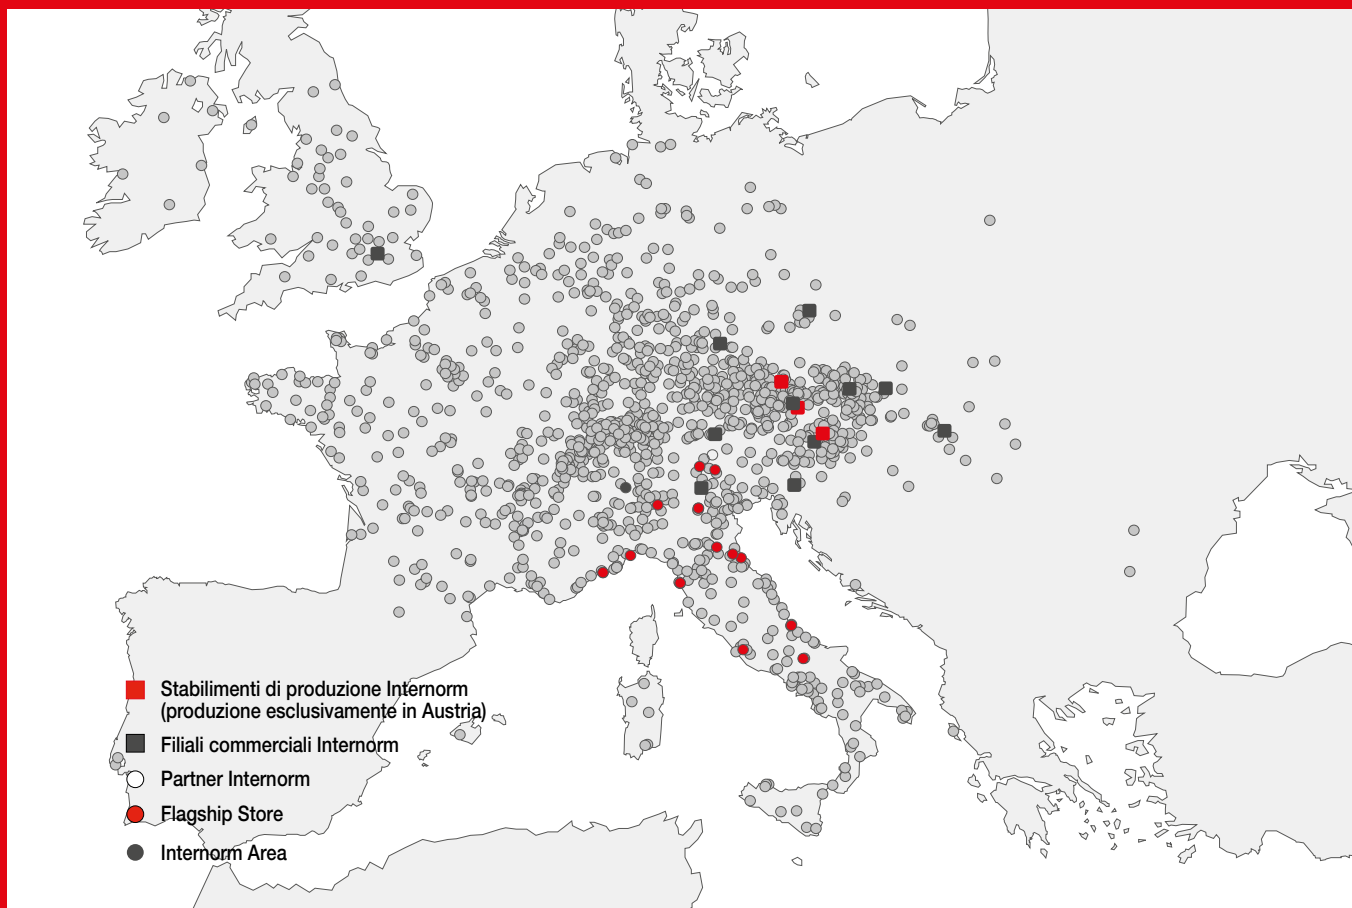 Stabilimenti di produzione Internorm
(produzione esclusivamente in Austria)
Filiali commerciali Internorm
Partner Internorm
Flagship Store
Internorm Area